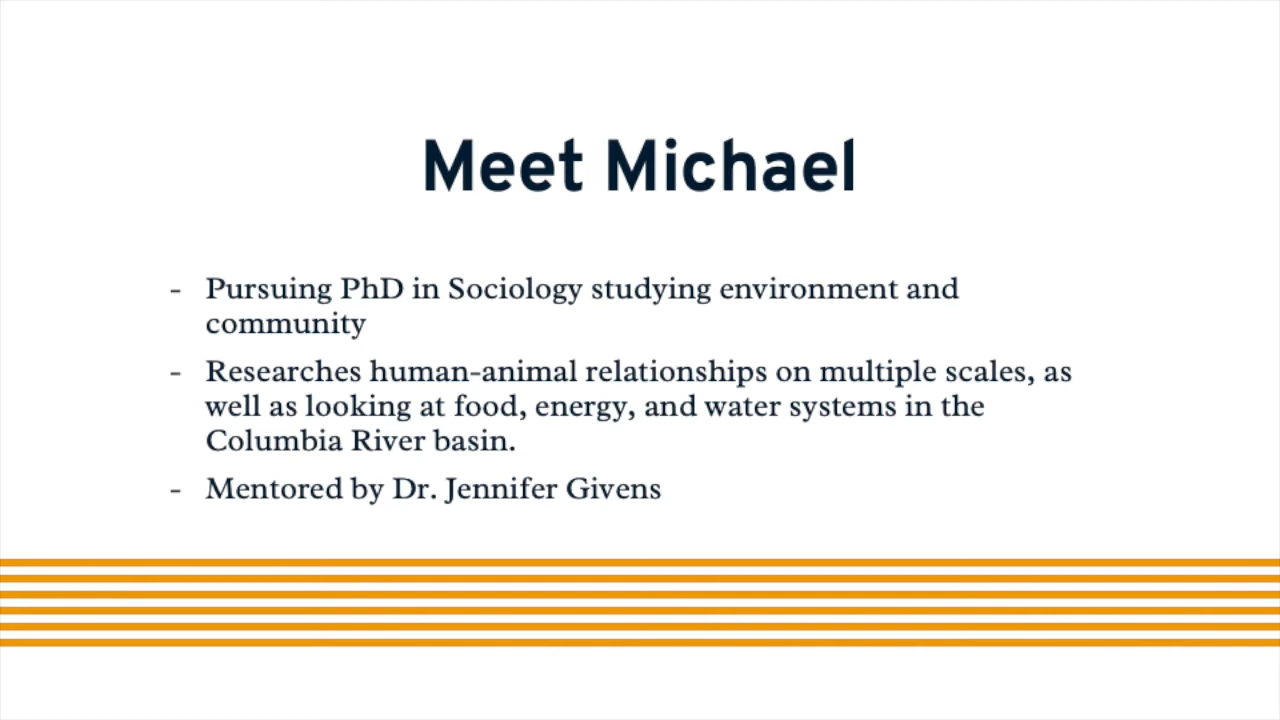 Meet Michael
- Pursuing PhD in Sociology studying environment and
community
- Researches human-animal relationships on multiple scales, as
well as looking at food, energy, and water systems in the
Columbia River basin.
- Mentored by Dr. Jennifer Givens